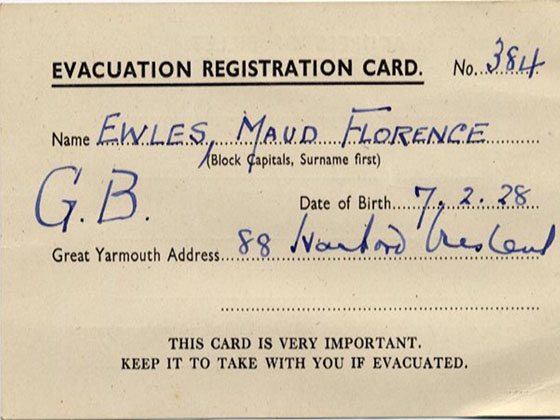 EVACUATION REGISTRATION CARD. No. 384
Name EWLES, MAUD FLORENCE
(Block Capitals, Surname first)
G.B.
Date of Birth 7.2.28
Great Yarmouth Address 88 Crescent
THIS CARD IS VERY IMPORTANT.
KEEP IT TO TAKE WITH YOU IF EVACUATED.